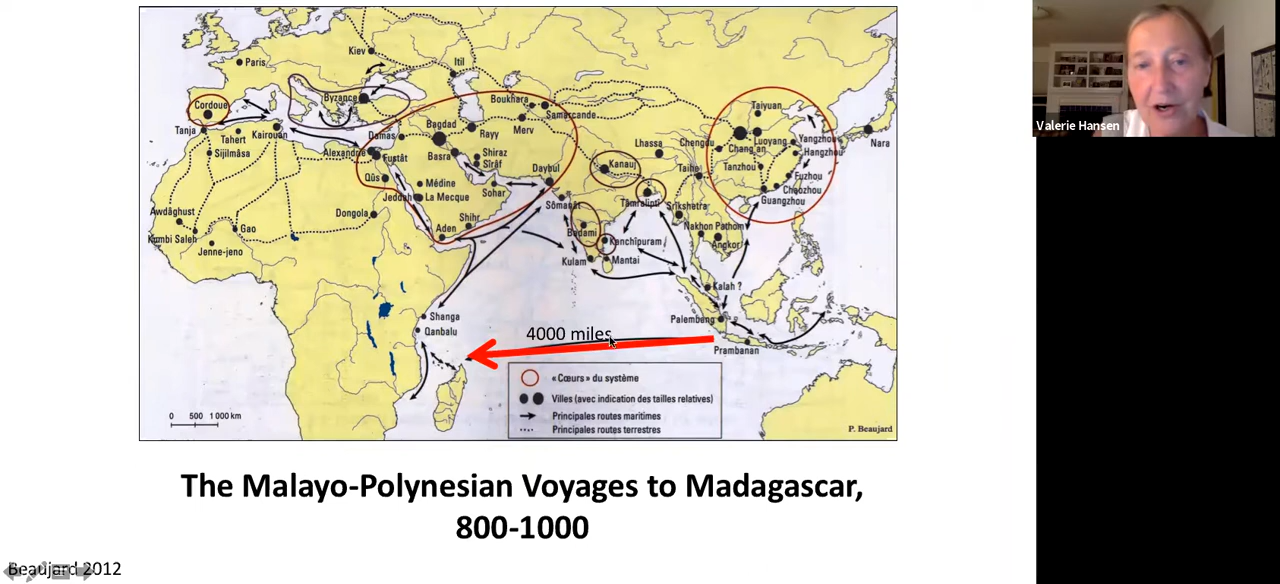 Kiev
Itil
Paris
Cordoue
Byzance
Boukhara
Samarcande
Taiyuan
Tanja
Tahert
Kairouan
Damas
Bagdad
Rayy
Merv
Chengdu
Chang'an
Luoyang
Yangzhou
Hangzhou
Nara
Sijilmâsa
Alexandrie
Fustât
Basra
Shiraz
Sîrâf
Lhassa
Kanauj
Taihe
Tanzhou
Fuzhou
Chaozhou
Guangzhou
Qûs
Médine
Jeddah
La Mecque
Sohar
Daybul
Awdâghust
Kumbi Saleh
Gao
Jenne-jeno
Dongola
Shihr
Aden
Sômanât
Tâmraliptî
Srîkshetra
Nakhon Pathom
Angkor
Badami
Kanchipuram
Kulam
Mantai
Kalah ?
Shanga
Qanbalu
Palembang
Prambanan
4000 miles
« Cœurs » du système
Villes (avec indication des tailles relatives)
Principales routes maritimes
Principales routes terrestres
0 500 1 000 km
P. Beaujard
The Malayo-Polynesian Voyages to Madagascar,
800-1000
Beaujard 2012
Valerie Hansen